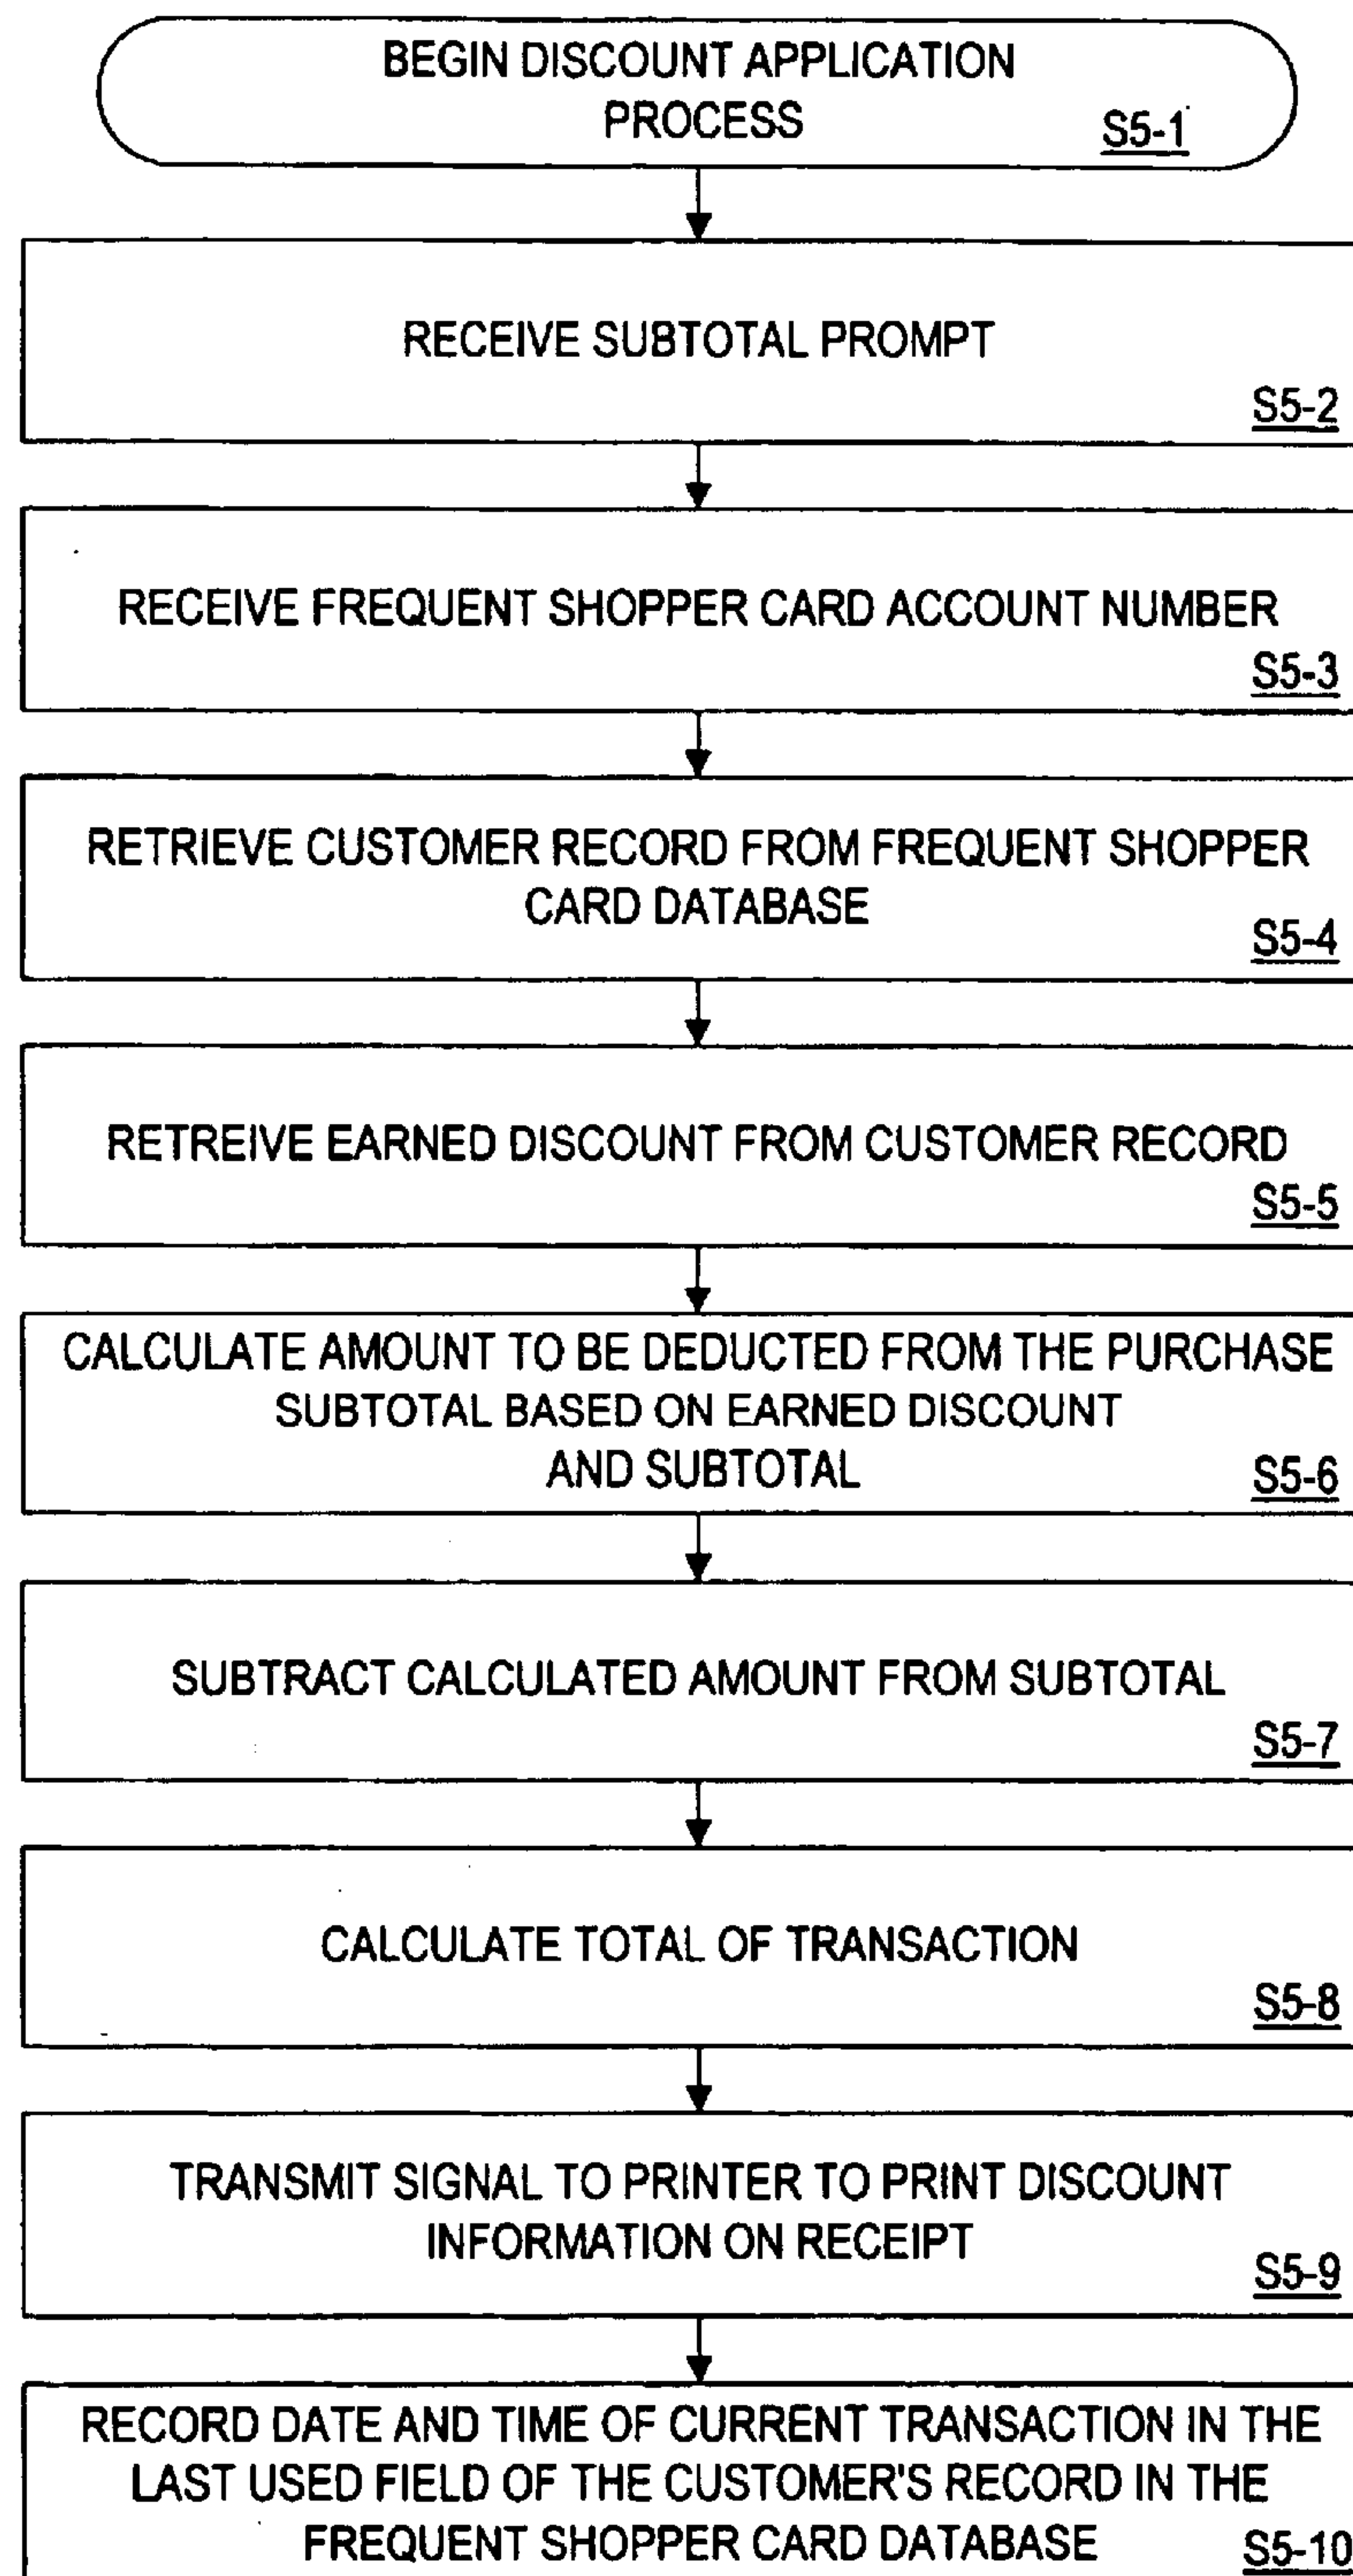 BEGIN DISCOUNT APPLICATION
PROCESS
S5-1
RECEIVE SUBTOTAL PROMPT
S5-2
RECEIVE FREQUENT SHOPPER CARD ACCOUNT NUMBER
S5-3
RETRIEVE CUSTOMER RECORD FROM FREQUENT SHOPPER
CARD DATABASE
S5-4
RETREIVE EARNED DISCOUNT FROM CUSTOMER RECORD
S5-5
CALCULATE AMOUNT TO BE DEDUCTED FROM THE PURCHASE
SUBTOTAL BASED ON EARNED DISCOUNT
AND SUBTOTAL
S5-6
SUBTRACT CALCULATED AMOUNT FROM SUBTOTAL
S5-7
CALCULATE TOTAL OF TRANSACTION
S5-8
TRANSMIT SIGNAL TO PRINTER TO PRINT DISCOUNT
INFORMATION ON RECEIPT
S5-9
RECORD DATE AND TIME OF CURRENT TRANSACTION IN THE
LAST USED FIELD OF THE CUSTOMER'S RECORD IN THE
FREQUENT SHOPPER CARD DATABASE
S5-10